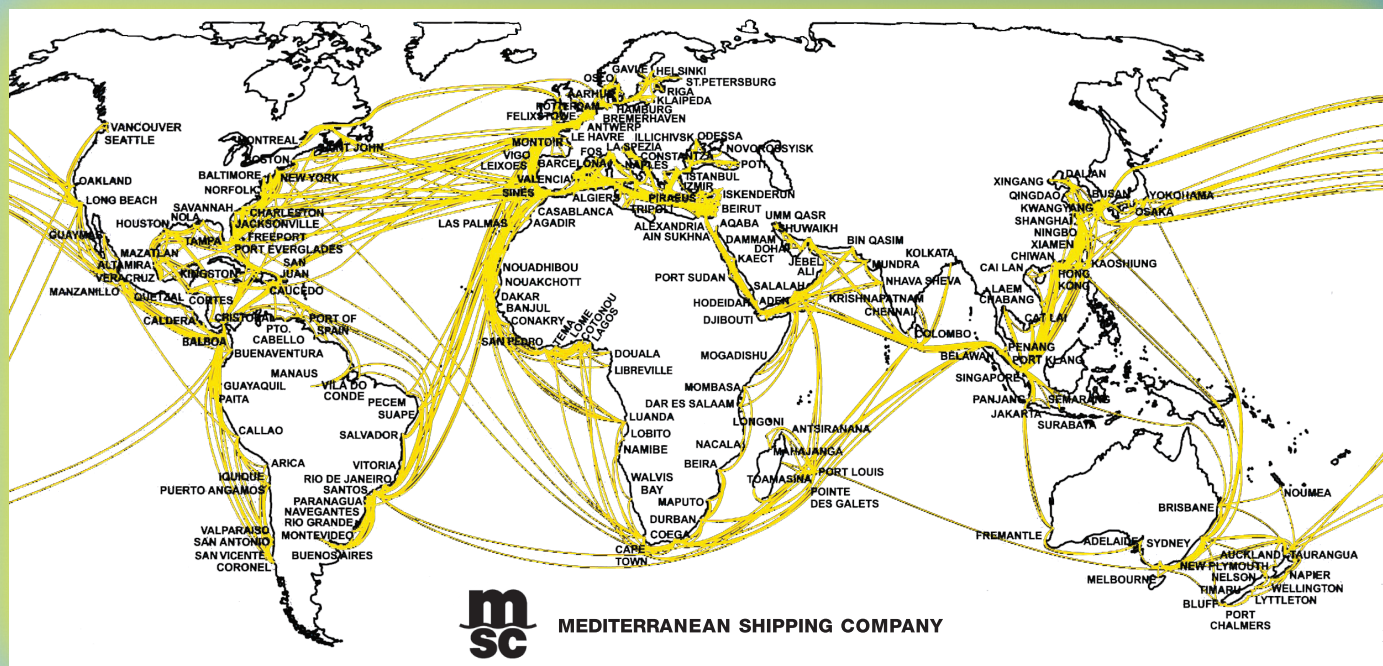 GAVLE
HELSINKI
OSLO
ST.PETERSBURG
AARHUS
RIGA
KLAIPEDA
ROTTERDAM
HAMBURG
FELIXSTOWE
BREMERHAVEN
ANTWERP
VANCOUVER
SEATTLE
MONTREAL
LE HAVRE
ILLICHIVSK
ODESSA
MONTOIR
LA SPEZIA
NOVOROSSYISK
BOSTON
VIGO
FOS
CONSTANTZA
LEIXOES
BARCELONA
NAPLES
POTI
BALTIMORE
NEW YORK
VALENCIA
ISTANBUL
NORFOLK
SINES
IZMIR
ISKENDERUN
ALGIERS
PIRAEUS
OAKLAND
LONG BEACH
SAVANNAH
CHARLESTON
CASABLANCA
TRIPOLI
BEIRUT
HOUSTON
NOLA
JACKSONVILLE
LAS PALMAS
AGADIR
ALEXANDRIA
AQABA
UMM QASR
SHUWAIKH
GUAYMAS
TAMPA
FREEPORT
AIN SUKHNA
DAMMAM
MAZATLAN
PORT EVERGLADES
DOHA
KAECT
BIN QASIM
KOLKATA
ALTAMIRA
SAN
JUAN
JEBEL
ALI
MUNDRA
VERACRUZ
KINGSTON
NOUADHIBOU
PORT SUDAN
NHAVA SHEVA
MANZANILLO
QUETZAL
CORTES
CAUCEDO
NOUAKCHOTT
SALALAH
KRISHNAPATNAM
DAKAR
HODEIDAH
ADEN
CHENNAI
CALDERA
CRISTOBAL
PORT OF
SPAIN
BANJUL
DJIBOUTI
CONAKRY
PTO.
CABELLO
BALBOA
SAN PEDRO
TEMA
LOME
COTONOU
LAGOS
COLOMBO
BUENAVENTURA
DOUALA
MOGADISHU
LIBREVILLE
MANAUS
GUAYAQUIL
VILA DO
CONDE
MOMBASA
PAITA
PECEM
SUAPE
DAR ES SALAAM
LUANDA
LONGONI
ANTSIRANANA
CALLAO
SALVADOR
LOBITO
NACALA
MAHAJANGA
NAMIBE
ARICA
VITORIA
BEIRA
PORT LOUIS
IQUIQUE
RIO DE JANEIRO
WALVIS
BAY
TOAMASINA
PUERTO ANGAMOS
SANTOS
POINTE
DES GALETS
PARANAGUA
MAPUTO
NAVEGANTES
DURBAN
VALPARAISO
RIO GRANDE
COEGA
SAN ANTONIO
MONTEVIDEO
CAPE
TOWN
SAN VICENTE
BUENOS AIRES
CORONEL
DALIAN
XINGANG
BUSAN
YOKOHAMA
QINGDAO
KWANGYANG
OSAKA
SHANGHAI
NINGBO
XIAMEN
CHIWAN
KAOSHIUNG
CAI LAN
HONG
KONG
LAEM
CHABANG
CAT LAI
PENANG
BELAWAN
PORT KLANG
SINGAPORE
PANJANG
SEMARANG
JAKARTA
SURABAYA
NOUMEA
BRISBANE
FREMANTLE
ADELAIDE
SYDNEY
AUCKLAND
TAURANGUA
NEW PLYMOUTH
MELBOURNE
NELSON
NAPIER
TIMARU
WELLINGTON
BLUFF
LYTTLETON
PORT
CHALMERS
msc
MEDITERRANEAN SHIPPING COMPANY